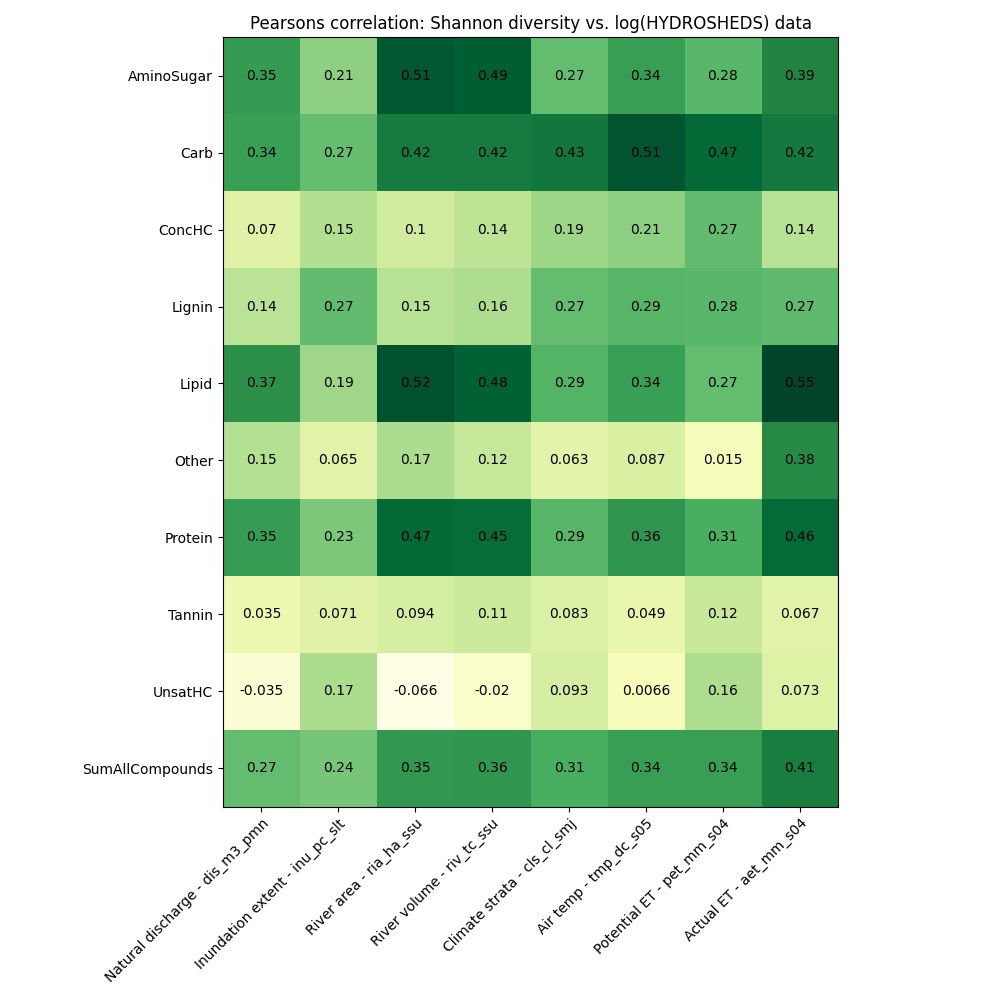 Pearsons correlation: Shannon diversity vs. log(HYDROSHEDS) data
AminoSugar 0.35 0.21 0.51 0.49 0.27 0.34 0.28 0.39
Carb 0.34 0.27 0.42 0.42 0.43 0.51 0.47 0.42
ConcHC 0.07 0.15 0.1 0.14 0.19 0.21 0.27 0.14
Lignin 0.14 0.27 0.15 0.16 0.27 0.29 0.28 0.27
Lipid 0.37 0.19 0.52 0.48 0.29 0.34 0.27 0.55
Other 0.15 0.065 0.17 0.12 0.063 0.087 0.015 0.38
Protein 0.35 0.23 0.47 0.45 0.29 0.36 0.31 0.46
Tannin 0.035 0.071 0.094 0.11 0.083 0.049 0.12 0.067
UnsatHC -0.035 0.17 -0.066 -0.02 0.093 0.0066 0.16 0.073
SumAllCompounds 0.27 0.24 0.35 0.36 0.31 0.34 0.34 0.41
Natural discharge - dis_m3_pmn
Inundation extent - inu_pc_slt
River area - ria_ha_ssu
River volume - riv_tc_ssu
Climate strata - cls_cl_smj
Air temp - tmp_dc_s05
Potential ET - pet_mm_s04
Actual ET - aet_mm_s04